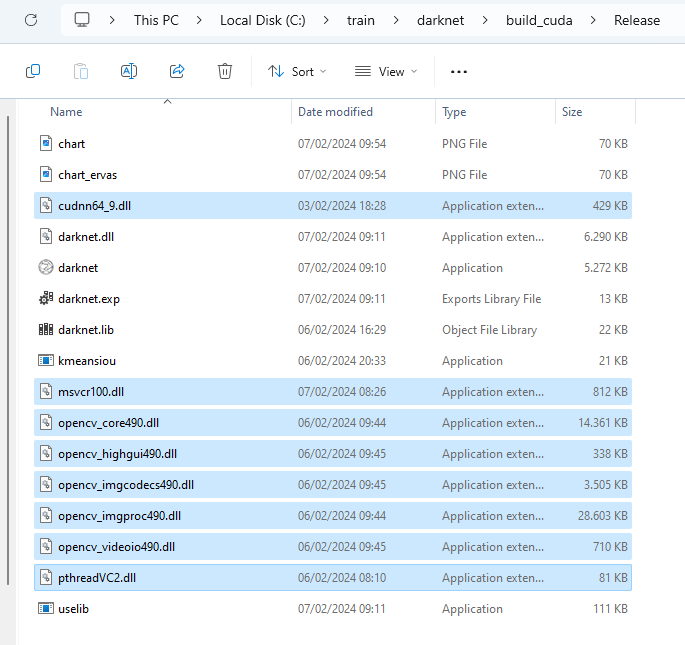 This PC > Local Disk (C:) > train > darknet > build_cuda > Release
Sort View
Name Date modified Type Size
chart 07/02/2024 09:54 PNG File 70 KB
chart_ervas 07/02/2024 09:54 PNG File 70 KB
cudnn64_9.dll 03/02/2024 18:28 Application exten... 429 KB
darknet.dll 07/02/2024 09:11 Application exten... 6.290 KB
darknet 07/02/2024 09:10 Application 5.272 KB
darknet.exp 07/02/2024 09:11 Exports Library File 13 KB
darknet.lib 06/02/2024 16:29 Object File Library 22 KB
kmeansiou 06/02/2024 20:33 Application 21 KB
msvcr100.dll 07/02/2024 08:26 Application exten... 812 KB
opencv_core490.dll 06/02/2024 09:44 Application exten... 14.361 KB
opencv_highgui490.dll 06/02/2024 09:45 Application exten... 338 KB
opencv_imgcodecs490.dll 06/02/2024 09:45 Application exten... 3.505 KB
opencv_imgproc490.dll 06/02/2024 09:44 Application exten... 28.603 KB
opencv_videoio490.dll 06/02/2024 09:45 Application exten... 710 KB
pthreadVC2.dll 06/02/2024 08:10 Application exten... 81 KB
uselib 07/02/2024 09:11 Application 111 KB